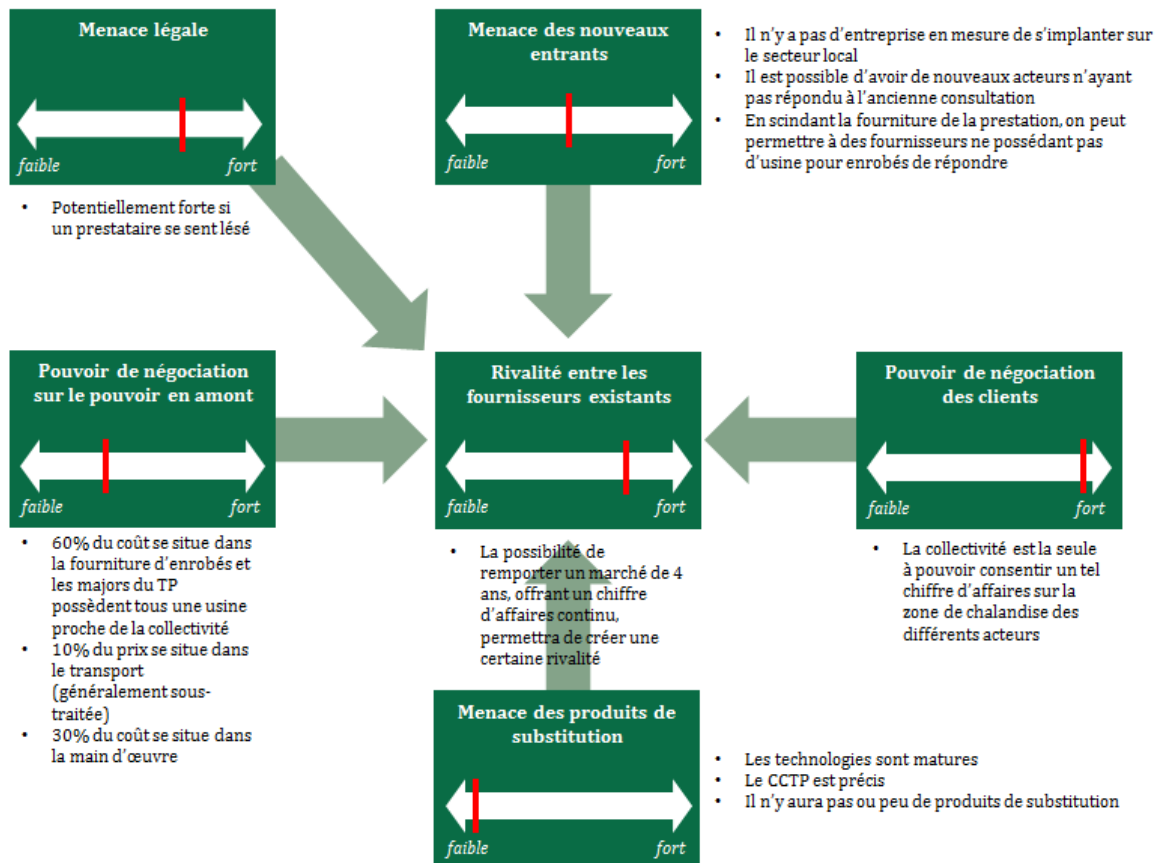 Menace légale
faible fort
• Potentiellement forte si
un prestataire se sent lésé
Menace des nouveaux
entrants
faible fort
• Il n'y a pas d'entreprise en mesure de s'implanter sur
le secteur local
• Il est possible d'avoir de nouveaux acteurs n'ayant
pas répondu à l'ancienne consultation
• En scindant la fourniture de la prestation, on peut
permettre à des fournisseurs ne possédant pas
d'usine pour enrobés de répondre
Pouvoir de négociation
sur le pouvoir en amont
faible fort
• 60% du coût se situe dans
la fourniture d'enrobés et
les majors du TP
possèdent tous une usine
proche de la collectivité
• 10% du prix se situe dans
le transport
(généralement sous-
traitée)
• 30% du coût se situe dans
la main d'œuvre
Rivalité entre les
fournisseurs existants
faible fort
• La possibilité de
remporter un marché de 4
ans, offrant un chiffre
d'affaires continu,
permettra de créer une
certaine rivalité
Pouvoir de négociation
des clients
faible fort
• La collectivité est la seule
à pouvoir consentir un tel
chiffre d'affaires sur la
zone de chalandise des
différents acteurs
Menace des produits de
substitution
faible fort
• Les technologies sont matures
• Le CCTP est précis
• Il n'y aura pas ou peu de produits de substitution